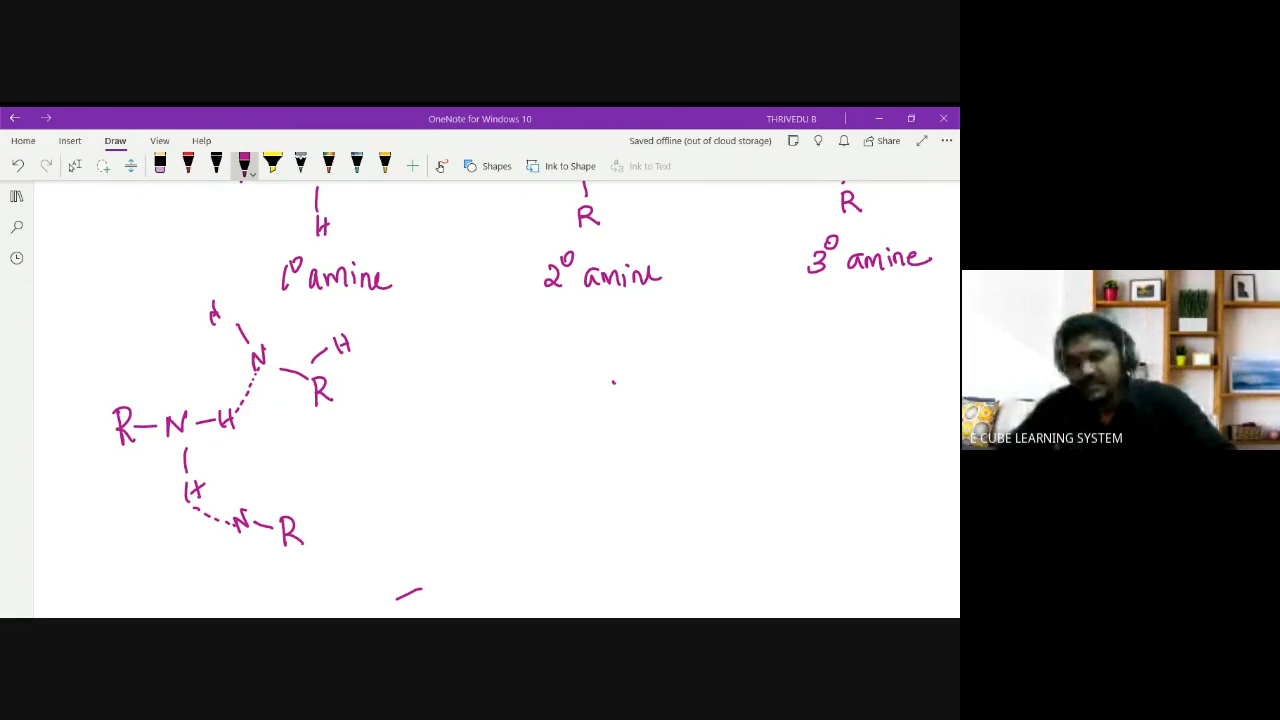 OneNote for Windows 10
THRIVEDU B
Home Insert Draw View Help
Saved offline (out of cloud storage)
Share
Shapes Ink to Shape Ink to Text
H R R
1° amine 2° amine 3° amine
H
N H
R
R N H
H
N R
E CUBE LEARNING SYSTEM